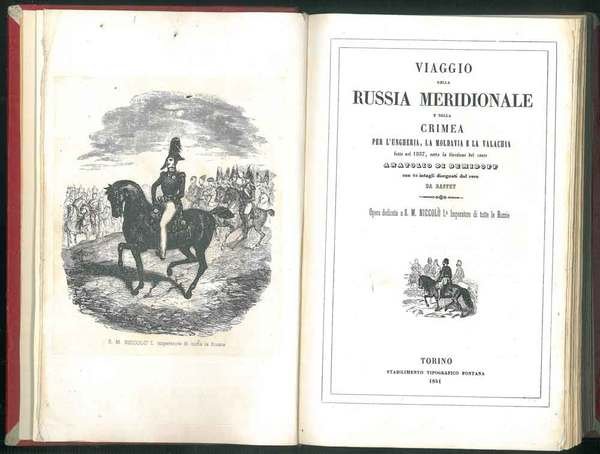 S. M. NICCOLÒ I. imperatore di tutte le Russie
VIAGGIO
NELLA
RUSSIA MERIDIONALE
E NELLA
CRIMEA
PER L'UNGHERIA, LA MOLDAVIA E LA VALACHIA
fatto nel 1837, sotto la direzione del conte
ANATOLIO DI DEMIDOFF
con 64 intagli disegnati dal vero
DA RAFFET
Opera dedicata a S. M. NICCOLÒ I.º Imperatore di tutte le Russie
TORINO
STABILIMENTO TIPOGRAFICO FONTANA
1841